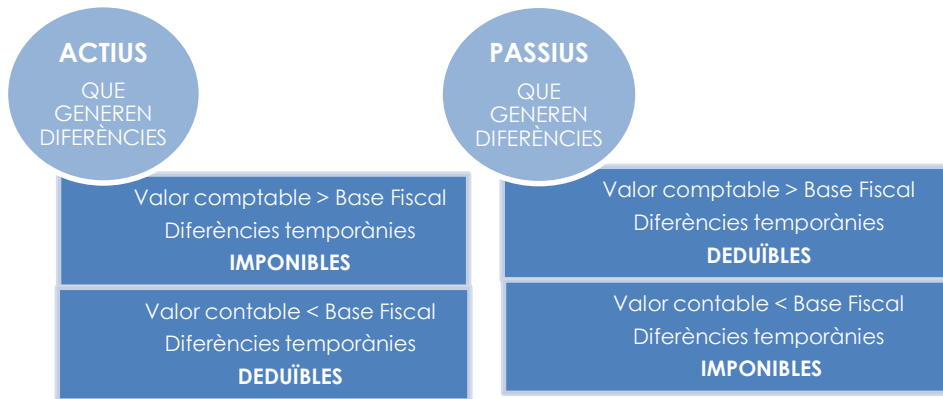 ACTIUS
QUE
GENEREN
DIFERÈNCIES
Valor comptable > Base Fiscal
Diferències temporànies
IMPONIBLES
Valor contable < Base Fiscal
Diferències temporànies
DEDUÏBLES
PASSIUS
QUE
GENEREN
DIFERÈNCIES
Valor comptable > Base Fiscal
Diferències temporànies
DEDUÏBLES
Valor contable < Base Fiscal
Diferències temporànies
IMPONIBLES